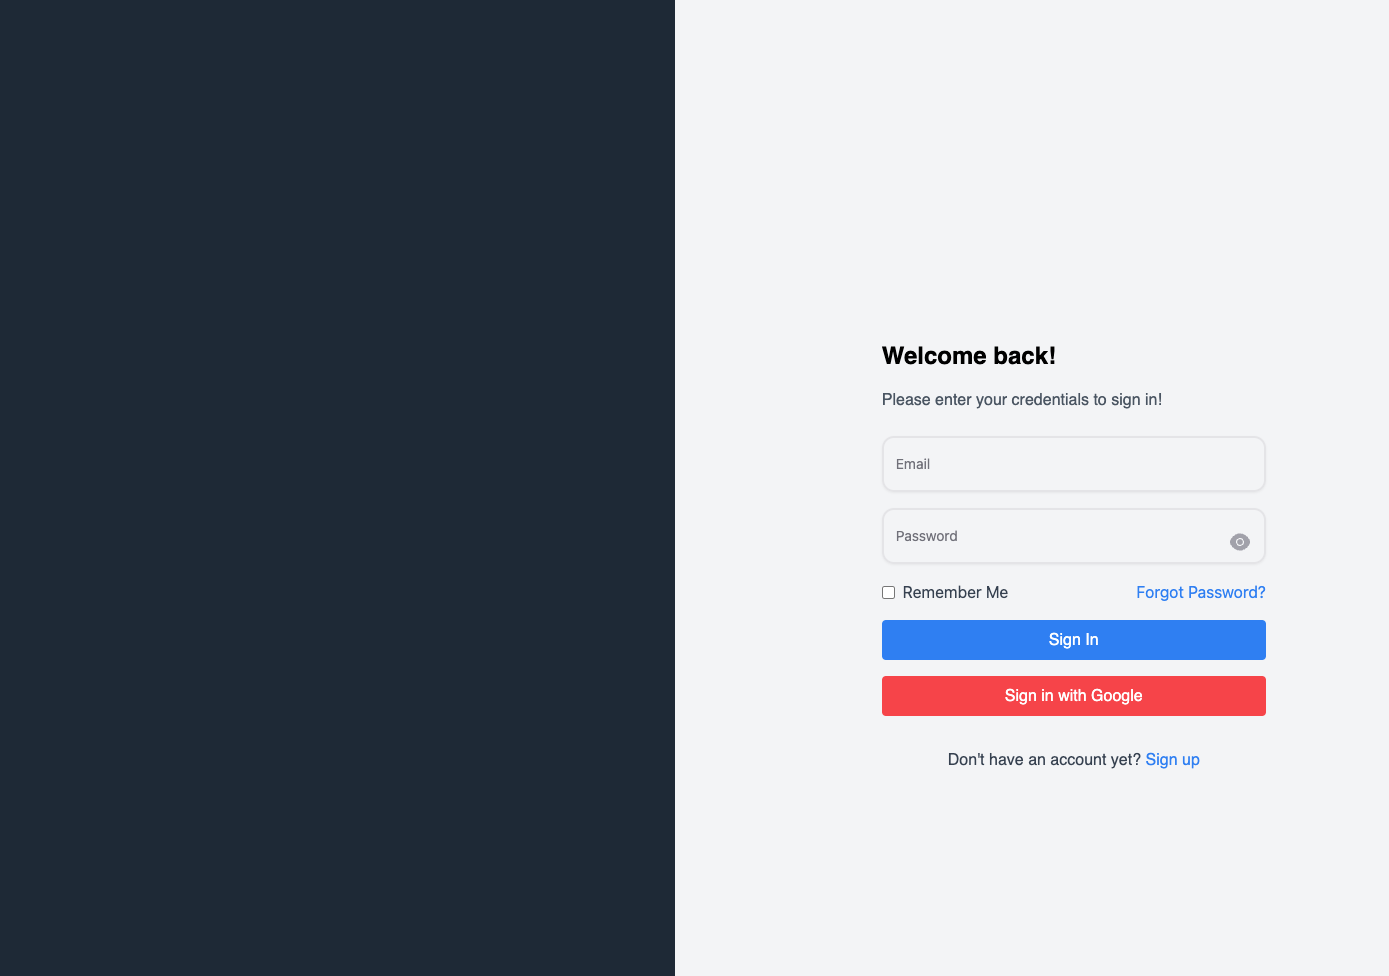 Welcome back!
Please enter your credentials to sign in!
Email
Password
Remember Me
Forgot Password?
Sign In
Sign in with Google
Don't have an account yet? Sign up